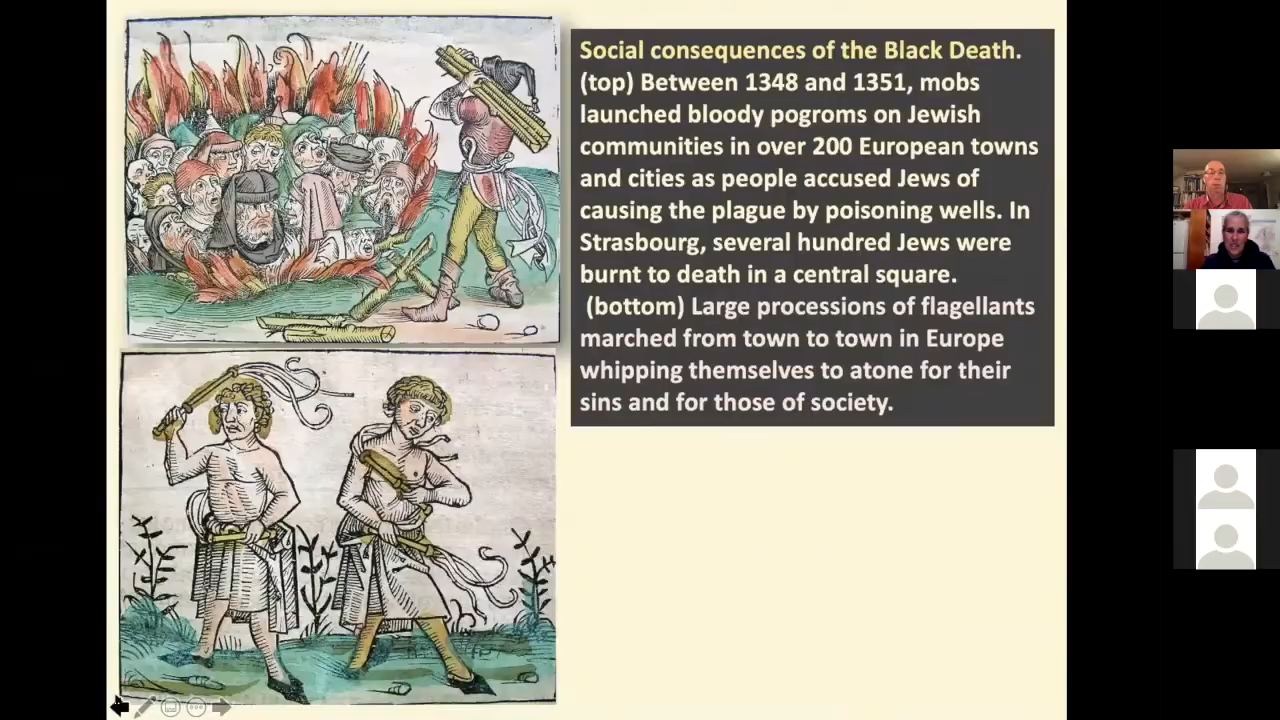 Social consequences of the Black Death.
(top) Between 1348 and 1351, mobs
launched bloody pogroms on Jewish
communities in over 200 European towns
and cities as people accused Jews of
causing the plague by poisoning wells. In
Strasbourg, several hundred Jews were
burnt to death in a central square.
(bottom) Large processions of flagellants
marched from town to town in Europe
whipping themselves to atone for their
sins and for those of society.